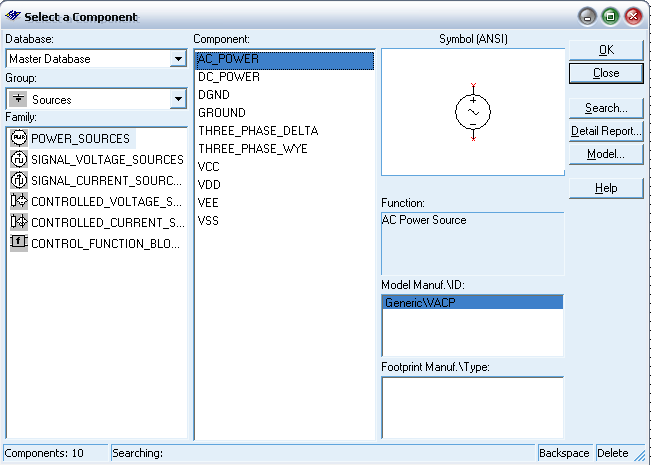 Select a Component
Database:
Master Database
Group:
Sources
Family:
POWER_SOURCES
SIGNAL_VOLTAGE_SOURCES
SIGNAL_CURRENT_SOURC...
CONTROLLED_VOLTAGE_S...
CONTROLLED_CURRENT_S...
CONTROL_FUNCTION_BLO...
Component:
AC_POWER
DC_POWER
DGND
GROUND
THREE_PHASE_DELTA
THREE_PHASE_WYE
VCC
VDD
VEE
VSS
Symbol (ANSI)
Function:
AC Power Source
Model Manuf.\ID:
Generic\VACP
Footprint Manuf.\Type:
OK
Close
Search...
Detail Report...
Model...
Help
Components: 10
Searching:
Backspace
Delete